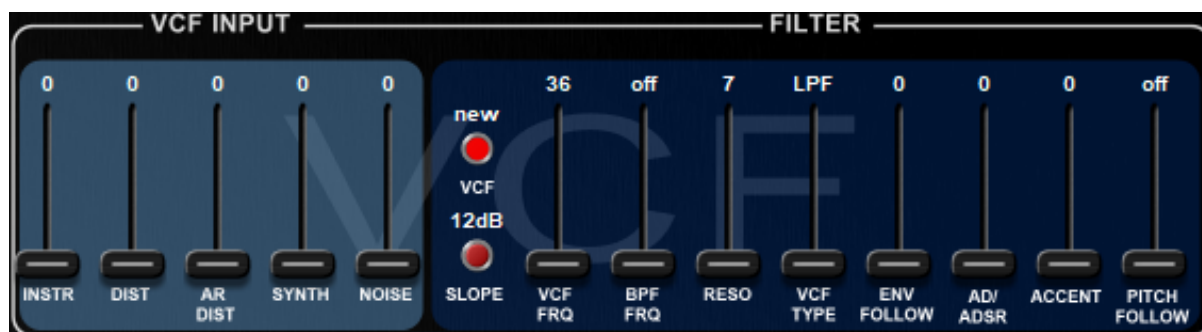 VCF INPUT
FILTER
0 0 0 0 0
36 off 7 LPF 0 0 0 off
new
VCF
12dB
SLOPE
INSTR DIST AR DIST SYNTH NOISE
VCF FRQ BPF FRQ RESO VCF TYPE ENV FOLLOW AD/ ADSR ACCENT PITCH FOLLOW
VCF